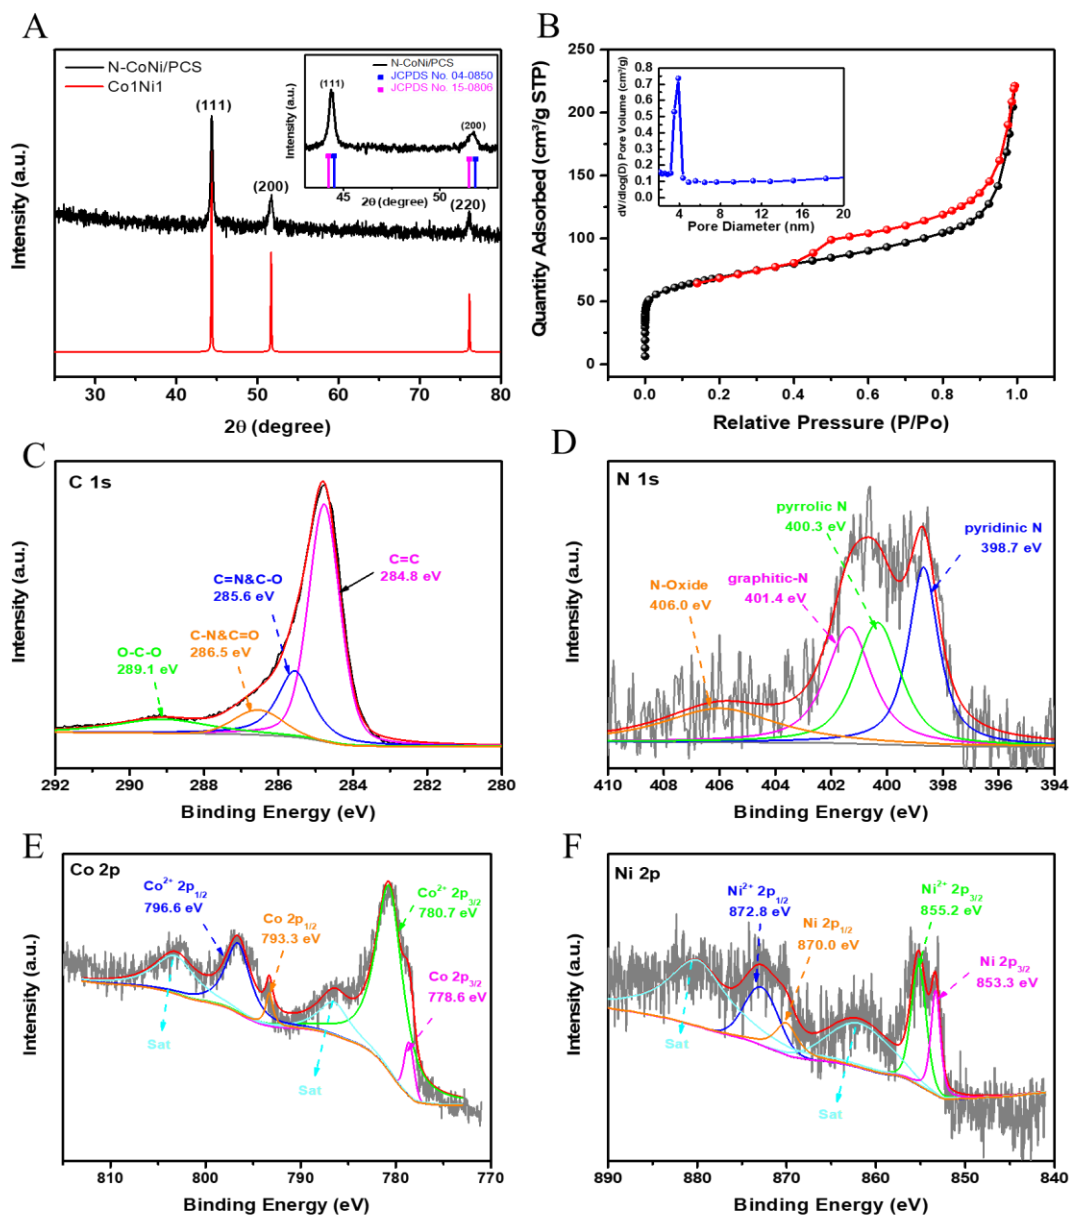 A
N-CoNi/PCS
Co1Ni1
(111)
(200)
(220)
N-CoNi/PCS
JCPDS No. 04-0850
JCPDS No. 15-0806
(111)
(200)
Intensity (a.u.)
45
50
2θ (degree)
Intensity (a.u.)
30
40
50
60
70
80
2θ (degree)
B
250
200
150
100
50
0
Quantity Adsorbed (cm³/g STP)
0.8
0.7
0.6
0.5
0.4
0.3
0.2
0.1
0.0
dV/dlog(D) Pore Volume (cm³/g)
4
8
12
16
20
Pore Diameter (nm)
0.0
0.2
0.4
0.6
0.8
1.0
Relative Pressure (P/Po)
C
C 1s
C=C
284.8 eV
C=N&C-O
285.6 eV
C-N&C=O
286.5 eV
O-C-O
289.1 eV
Intensity (a.u.)
292
290
288
286
284
282
280
Binding Energy (eV)
D
N 1s
pyrrolic N
400.3 eV
pyridinic N
398.7 eV
graphitic-N
401.4 eV
N-Oxide
406.0 eV
Intensity (a.u.)
410
408
406
404
402
400
398
396
394
Binding Energy (eV)
E
Co 2p
Co²⁺ 2p₁/₂
796.6 eV
Co 2p₁/₂
793.3 eV
Co²⁺ 2p₃/₂
780.7 eV
Co 2p₃/₂
778.6 eV
Sat
Sat
Intensity (a.u.)
810
800
790
780
770
Binding Energy (eV)
F
Ni 2p
Ni²⁺ 2p₁/₂
872.8 eV
Ni 2p₁/₂
870.0 eV
Ni²⁺ 2p₃/₂
855.2 eV
Ni 2p₃/₂
853.3 eV
Sat
Sat
Intensity (a.u.)
890
880
870
860
850
840
Binding Energy (eV)